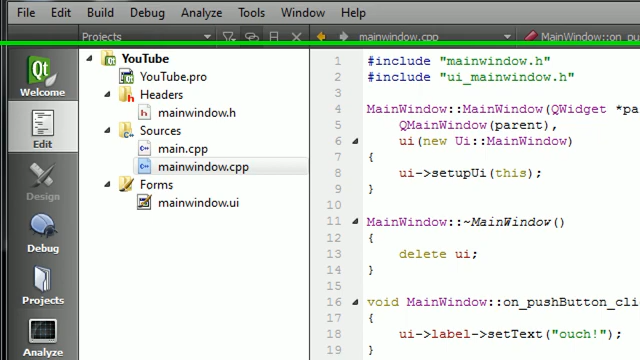 File Edit Build Debug Analyze Tools Window Help
Projects mainwindow.cpp MainWindow::on_pu
Qt
Welcome
Edit
Design
Debug
Projects
Analyze
YouTube
YouTube.pro
Headers
mainwindow.h
Sources
main.cpp
mainwindow.cpp
Forms
mainwindow.ui
1 #include "mainwindow.h"
2 #include "ui_mainwindow.h"
3
4 MainWindow::MainWindow(QWidget *pa
5 QMainWindow(parent),
6 ui(new Ui::MainWindow)
7 {
8 ui->setupUi(this);
9 }
10
11 MainWindow::~MainWindow()
12 {
13 delete ui;
14 }
15
16 void MainWindow::on_pushButton_cli
17 {
18 ui->label->setText("ouch!");
19 }